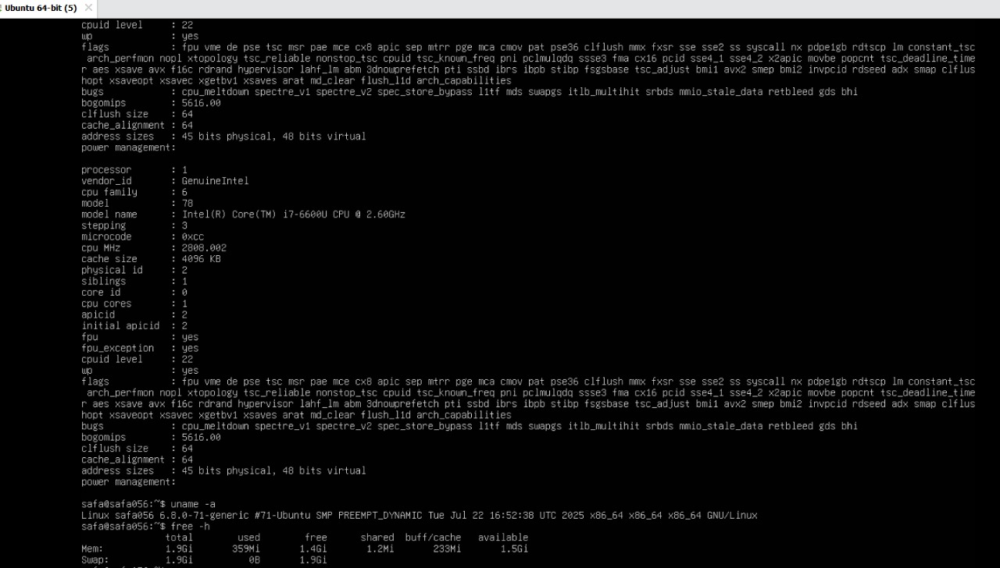 Ubuntu 64-bit (5)
cpuid level : 22
wp : yes
flags : fpu vme de pse tsc msr pae mce cx8 apic sep mtrr pge mca cmov pat pse36 clflush mmx fxsr sse sse2 ss syscall nx pdpe1gb rdtscp lm constant_tsc
arch_perfmon nopl xtopology tsc_reliable nonstop_tsc cpuid tsc_known_freq pni pclmulqdq ssse3 fma cx16 pcid sse4_1 sse4_2 x2apic movbe popcnt tsc_deadline_time
r aes xsave avx f16c rdrand hypervisor lahf_lm abm 3dnowprefetch pti ssbd ibrs ibpb stibp fsgsbase tsc_adjust bmi1 avx2 smep bmi2 invpcid rdseed adx smap clflus
hopt xsaveopt xsavec xgetbv1 xsaves arat md_clear flush_l1d arch_capabilities
bugs : cpu_meltdown spectre_v1 spectre_v2 spec_store_bypass l1tf mds swapgs itlb_multihit srbds mmio_stale_data retbleed gds bhi
bogomips : 5616.00
clflush size : 64
cache_alignment : 64
address sizes : 45 bits physical, 48 bits virtual
power management:
processor : 1
vendor_id : GenuineIntel
cpu family : 6
model : 78
model name : Intel(R) Core(TM) i7-6600U CPU @ 2.60GHz
stepping : 3
microcode : 0xcc
cpu MHz : 2808.002
cache size : 4096 KB
physical id : 2
siblings : 1
core id : 0
cpu cores : 1
apicid : 2
initial apicid : 2
fpu : yes
fpu_exception : yes
cpuid level : 22
wp : yes
flags : fpu vme de pse tsc msr pae mce cx8 apic sep mtrr pge mca cmov pat pse36 clflush mmx fxsr sse sse2 ss syscall nx pdpe1gb rdtscp lm constant_tsc
arch_perfmon nopl xtopology tsc_reliable nonstop_tsc cpuid tsc_known_freq pni pclmulqdq ssse3 fma cx16 pcid sse4_1 sse4_2 x2apic movbe popcnt tsc_deadline_time
r aes xsave avx f16c rdrand hypervisor lahf_lm abm 3dnowprefetch pti ssbd ibrs ibpb stibp fsgsbase tsc_adjust bmi1 avx2 smep bmi2 invpcid rdseed adx smap clflus
hopt xsaveopt xsavec xgetbv1 xsaves arat md_clear flush_l1d arch_capabilities
bugs : cpu_meltdown spectre_v1 spectre_v2 spec_store_bypass l1tf mds swapgs itlb_multihit srbds mmio_stale_data retbleed gds bhi
bogomips : 5616.00
clflush size : 64
cache_alignment : 64
address sizes : 45 bits physical, 48 bits virtual
power management:
safa@safa056:~$ uname -a
Linux safa056 6.8.0-71-generic #71-Ubuntu SMP PREEMPT_DYNAMIC Tue Jul 22 16:52:38 UTC 2025 x86_64 x86_64 x86_64 GNU/Linux
safa@safa056:~$ free -h
total used free shared buff/cache available
Mem: 1.9Gi 359Mi 1.4Gi 1.2Mi 233Mi 1.5Gi
Swap: 1.9Gi 0B 1.9Gi